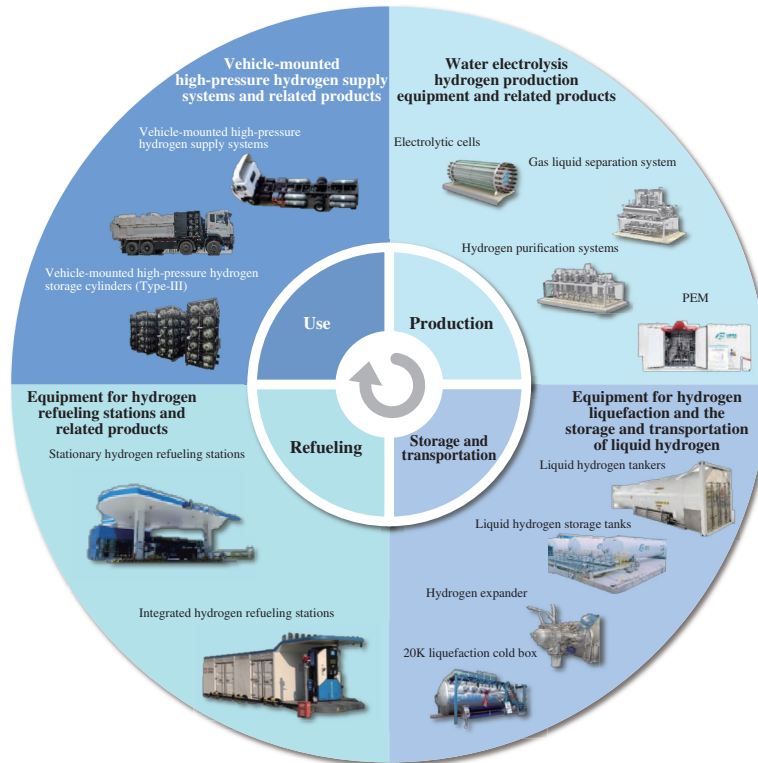 Vehicle-mounted
high-pressure hydrogen supply
systems and related products
Vehicle-mounted high-pressure
hydrogen supply systems
Vehicle-mounted high-pressure hydrogen
storage cylinders (Type-III)
Use
Water electrolysis
hydrogen production
equipment and related products
Electrolytic cells
Gas liquid separation system
Hydrogen purification systems
PEM
Production
Equipment for hydrogen
refueling stations and
related products
Stationary hydrogen refueling stations
Integrated hydrogen refueling stations
Refueling
Storage and
transportation
Equipment for hydrogen
liquefaction and the
storage and transportation
of liquid hydrogen
Liquid hydrogen tankers
Liquid hydrogen storage tanks
Hydrogen expander
20K liquefaction cold box